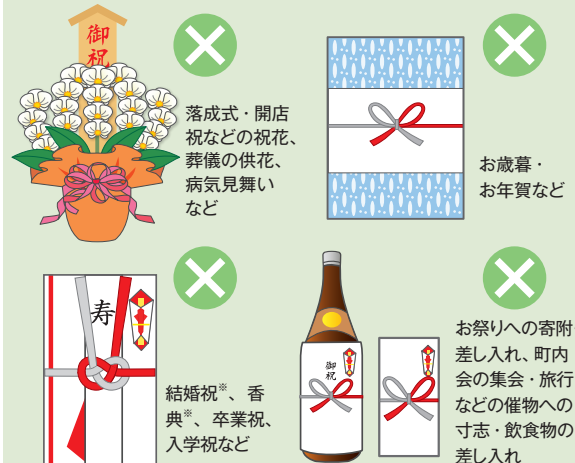 御祝
落成式・開店
祝などの祝花、
葬儀の供花、
病気見舞い
など
お歳暮・
お年賀など
寿
結婚祝※、香
典※、卒業祝、
入学祝など
御祝
お祭りへの寄附
差し入れ、町内
会の集会・旅行
などの催物への
寸志・飲食物の
差し入れ